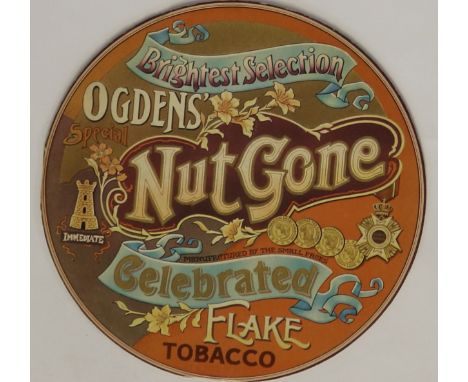 Brightest Selection
OGDENS'
Special
Nut Gone
IMMEDIATE
MANUFACTURED BY THE SMALL FACES
Celebrated
FLAKE
TOBACCO